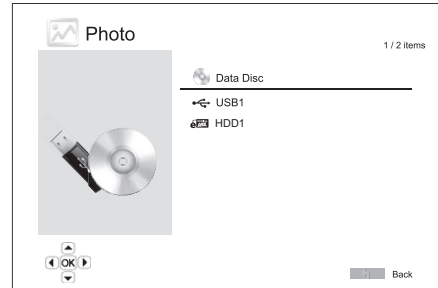 Photo
1 / 2 items
Data Disc
USB1
HDD1
OK
Back